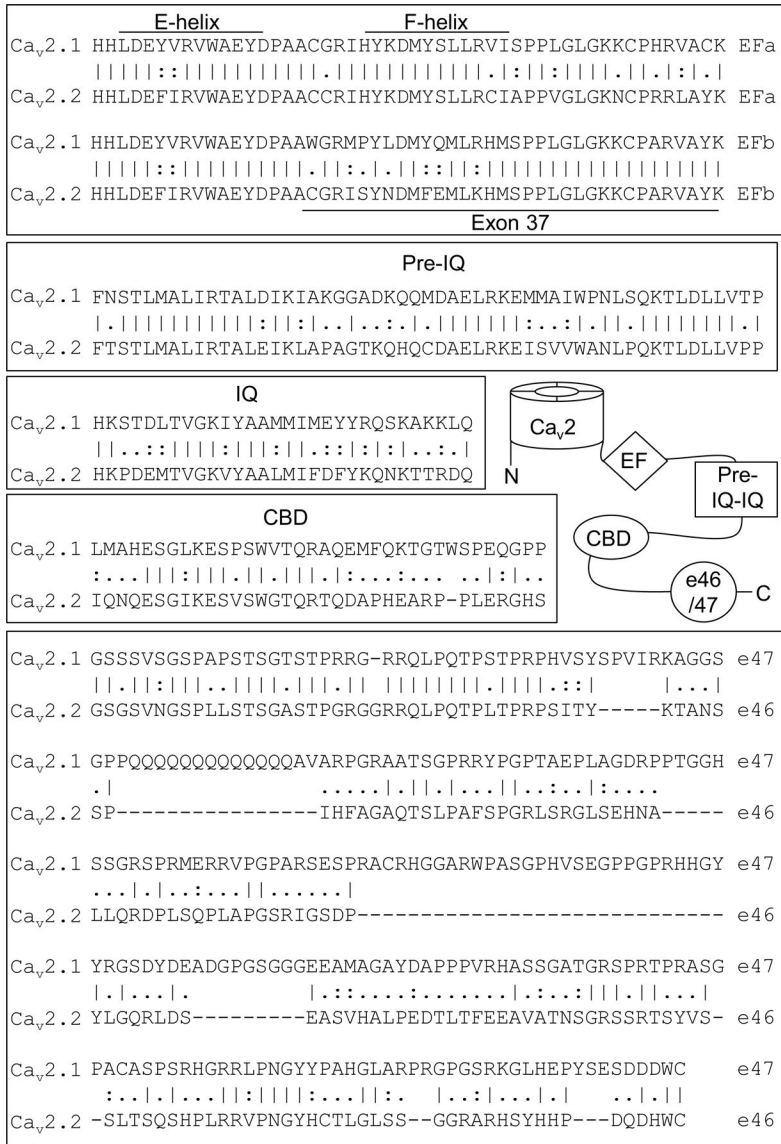 E-helix F-helix
Caᵥ2.1 HHLDEYVRVWAEYDPAACGRIHYKDMYSLLRVISPPLGLGKKCPHRVACK EFa
|||||::||||||||||||.||||||||||||||.|.|||.|||||.|:|.|
Caᵥ2.2 HHLDEFIRVWAEYDPAACCRIHYKDMYSLLRCIAPPVGLGKNCPRRLAYK EFa
Caᵥ2.1 HHLDEYVRVWAEYDPAAWGRMPYLDMYQMLRHMSPPLGLGKKCPARVAYK EFb
|||||::||||||||||.||.:.|.||::||:||||||||||||||||||
Caᵥ2.2 HHLDEFIRVWAEYDPAACGRISYNDMFEMLKHMSPPLGLGKKCPARVAYK EFb
Exon 37
Pre-IQ
Caᵥ2.1 FNSTLMALIRTALDIKIAKGGADKQQMDAELRKEMMAIWPNLSQKTLDLLVTP
|.|||||||||||:||:|.|..:..|.|||||||:..:|.||.||||||||.|
Caᵥ2.2 FTSTLMALIRTALEIKLAPAGTKQHQCDAELRKEISVVWANLPQKTLDLLVPP
IQ
Caᵥ2.1 HKSTDLTVGKIYAAMMIMEYYRQSKAKKLQ
||..::||||:|||:||::||:|.|..:.|
Caᵥ2.2 HKPDEMTVGKVYAALMIFDFYKQNKTTRDQ
CBD
Caᵥ2.1 LMAHESGLKESPSWVTQRAQEMFQKTGTWSPEQGPP
:...|||:|||.||.|||.|:...:... ..|:|..
Caᵥ2.2 IQNQESGIKESVSWGTQRTQDAPHEARP-PLERGHS
Caᵥ2 N EF Pre-IQ-IQ CBD e46/47 C
Caᵥ2.1 GSSSVSGSPAPSTSGTSTPRRG-RRQLPQTPSTPRPHVSYSPVIRKAGGS e47
||.||:|||..||||.||||.| |||||||||.||||.::| |...|
Caᵥ2.2 GSGSVNGSPLLSTSGASTPGRGGRRQLPQTPLTPRPSITY-----KTANS e46
Caᵥ2.1 GPPQQQQQQQQQQQQQAVARPGRAATSGPRRYPGPTAEPLAGDRPPTGGH e47
.| .....|.||.|...||...:.|:|....
Caᵥ2.2 SP----------------IHFAGAQTSLPAFSPGRLSRGLSEHNA----- e46
Caᵥ2.1 SSGRSPRMERRVPGPARSESPRACRHGGARWPASGPHVSEGPPGPRHHGY e47
...|.|..:..|.||......|
Caᵥ2.2 LLQRDPLSQPLAPGSRIGSDP----------------------------- e46
Caᵥ2.1 YRGSDYDEADGPGSGGGEEAMAGAYDAPPPVRHASSGATGRSPRTPRASG e47
|.|...|. |.::........:....|.::.|||.||....
Caᵥ2.2 YLGQRLDS---------EASVHALPEDTLTFEEAVATNSGRSSRTSYVS- e46
Caᵥ2.1 PACASPSRHGRRLPNGYYPAHGLARPRGPGSRKGLHEPYSESDDDWC e47
:..|.|..||:||||:...||:. |.|:..|..| ..|.||
Caᵥ2.2 -SLTSQSHPLRRVPNGYHCTLGLSS--GGRARHSYHHP---DQDHWC e46